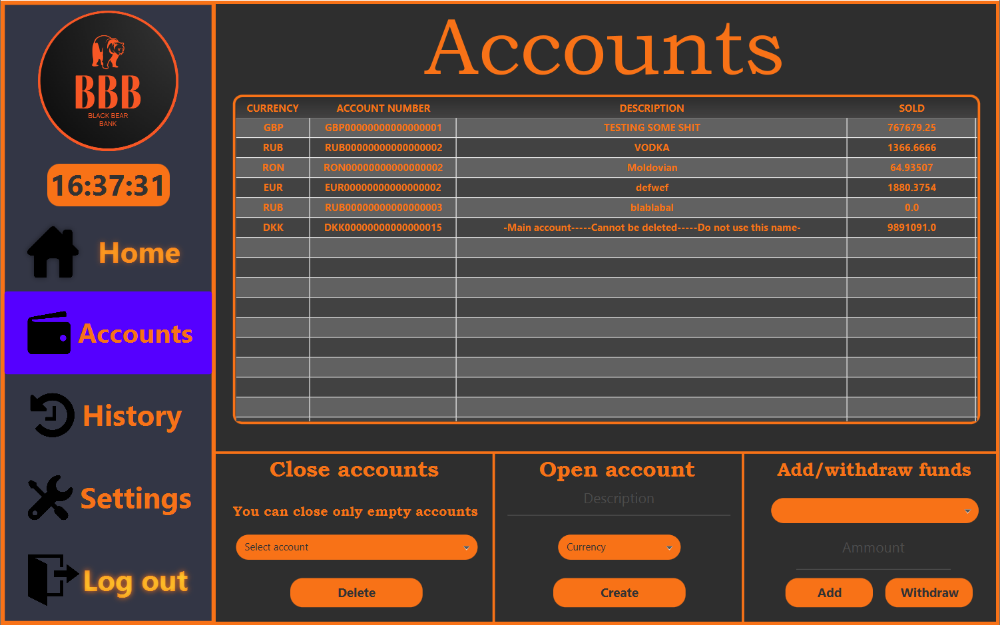 BBB
BLACK BEAR
BANK
16:37:31
Home
Accounts
History
Settings
Log out
Accounts
CURRENCY ACCOUNT NUMBER DESCRIPTION SOLD
GBP GBP00000000000000001 TESTING SOME SHIT 767679.25
RUB RUB00000000000000002 VODKA 1366.6666
RON RON00000000000000002 Moldovian 64.93507
EUR EUR00000000000000002 defwef 1880.3754
RUB RUB00000000000000003 blablabal 0.0
DKK DKK00000000000000015 -Main account-----Cannot be deleted-----Do not use this name- 9891091.0
Close accounts
You can close only empty accounts
Select account
Delete
Open account
Description
Currency
Create
Add/withdraw funds
Ammount
Add Withdraw